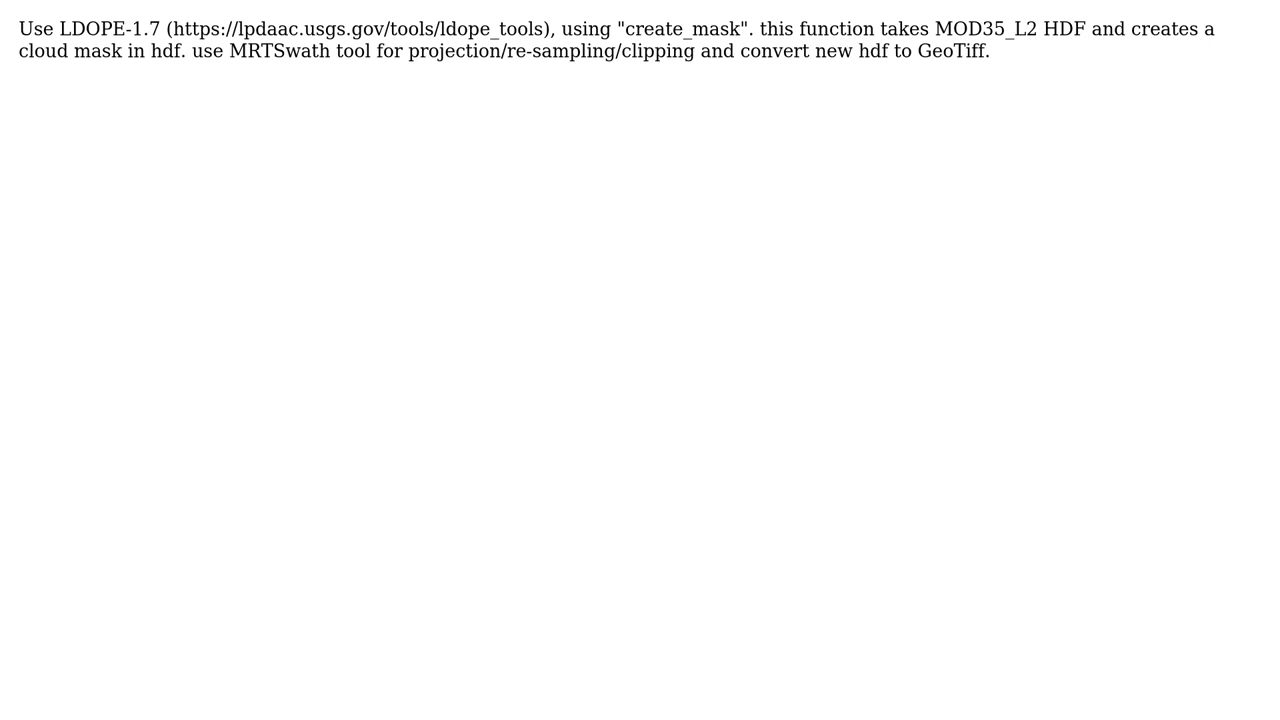 Use LDOPE-1.7 (https://lpdaac.usgs.gov/tools/ldope_tools), using "create_mask". this function takes MOD35_L2 HDF and creates a
cloud mask in hdf. use MRTSwath tool for projection/re-sampling/clipping and convert new hdf to GeoTiff.